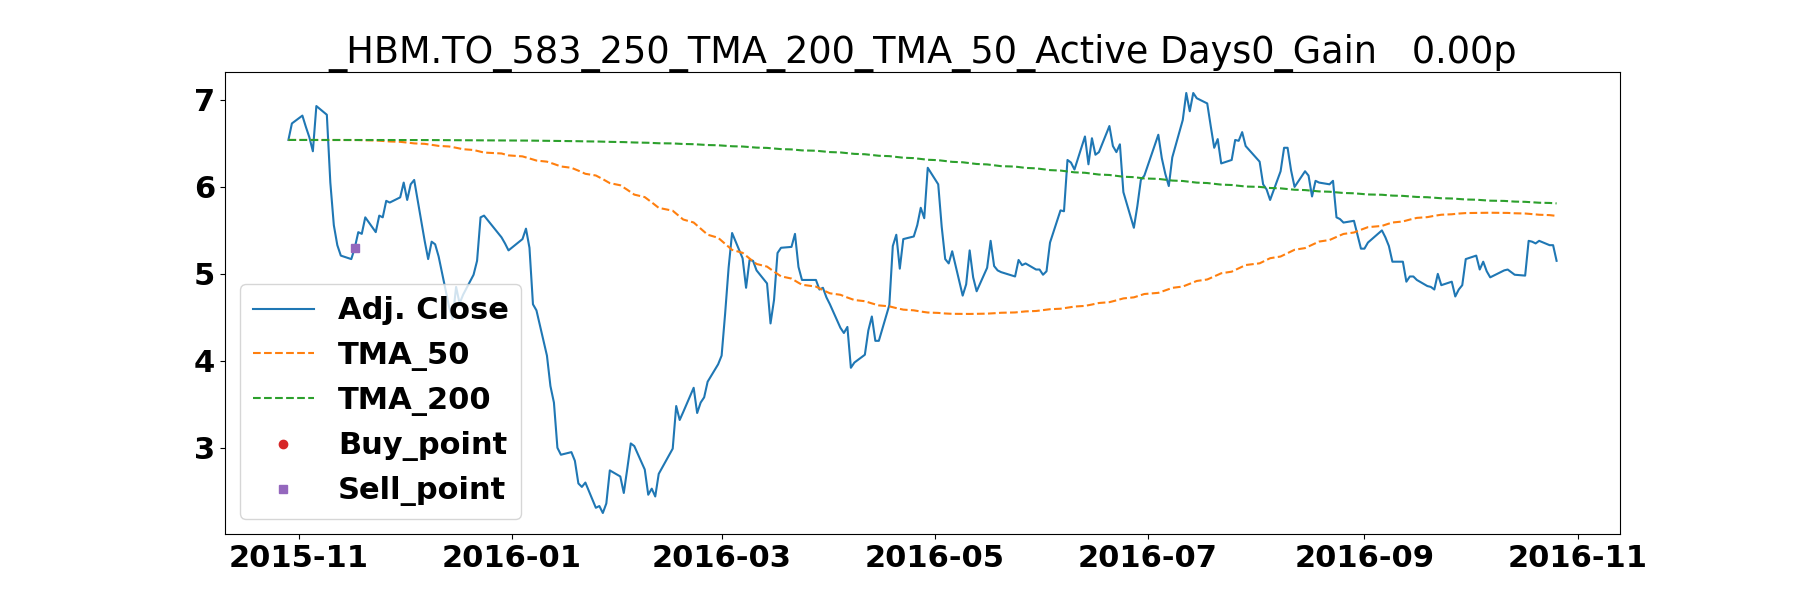 _HBM.TO_583_250_TMA_200_TMA_50_Active Days0_Gain   0.00p
7
6
5
4
3
Adj. Close
TMA_50
TMA_200
Buy_point
Sell_point
2015-11 2016-01 2016-03 2016-05 2016-07 2016-09 2016-11